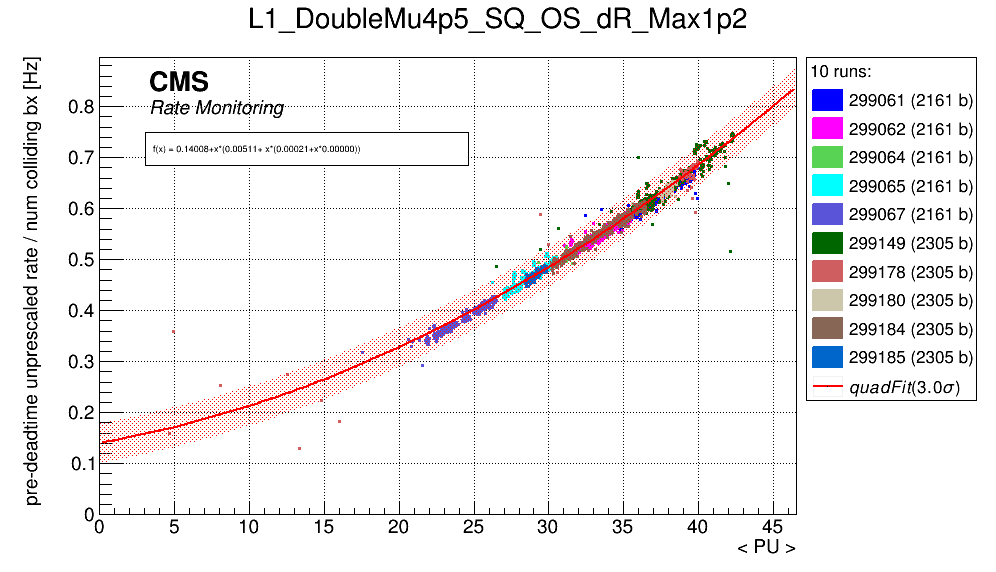 L1_DoubleMu4p5_SQ_OS_dR_Max1p2
pre-deadtime unprescaled rate / num colliding bx [Hz]
CMS
Rate Monitoring
f(x) = 0.14008+x*(0.00511+ x*(0.00021+x*0.00000))
0.8
0.7
0.6
0.5
0.4
0.3
0.2
0.1
0
0 5 10 15 20 25 30 35 40 45
< PU >
10 runs:
299061 (2161 b)
299062 (2161 b)
299064 (2161 b)
299065 (2161 b)
299067 (2161 b)
299149 (2305 b)
299178 (2305 b)
299180 (2305 b)
299184 (2305 b)
299185 (2305 b)
quadFit(3.0σ)